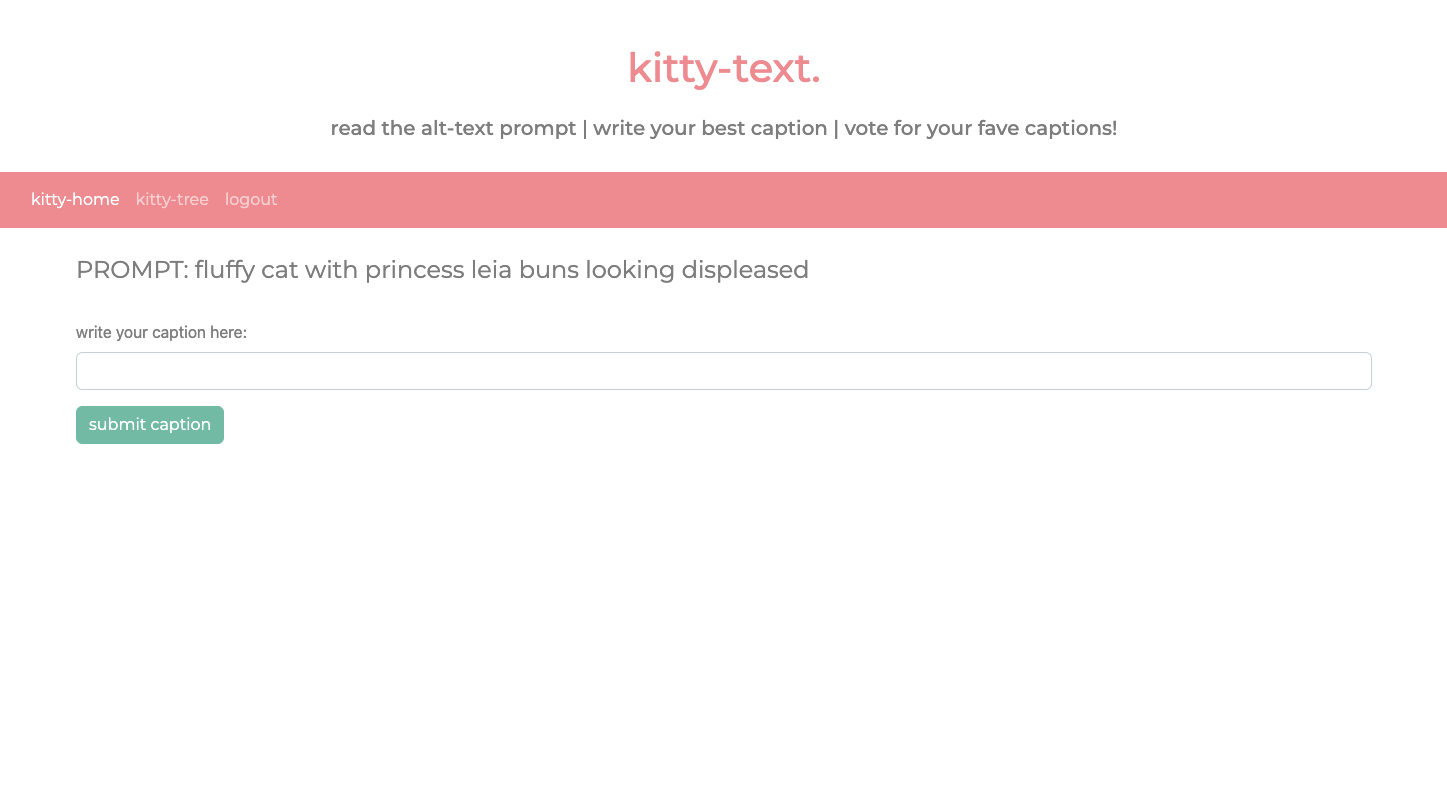 kitty-text.
read the alt-text prompt | write your best caption | vote for your fave captions!
kitty-home kitty-tree logout
PROMPT: fluffy cat with princess leia buns looking displeased
write your caption here:
submit caption